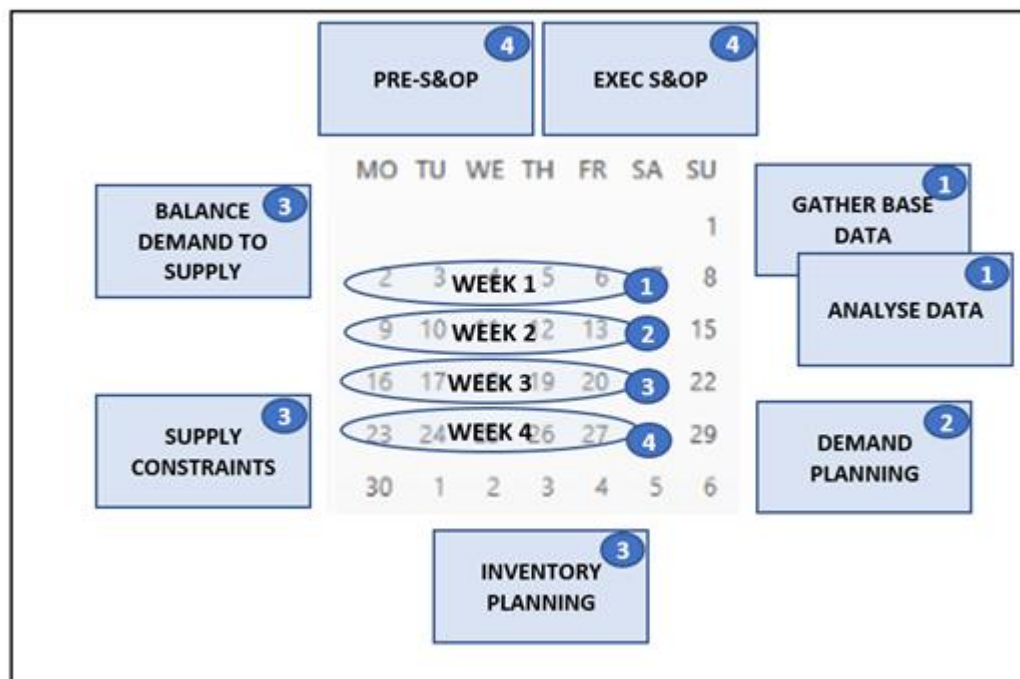 4
PRE-S&OP
4
EXEC S&OP
MO TU WE TH FR SA SU
1
3
BALANCE
DEMAND TO
SUPPLY
1
GATHER BASE
DATA
1
ANALYSE DATA
2 3 WEEK 1 5 6 1 8
9 10 WEEK 2 12 13 2 15
16 17 WEEK 3 19 20 3 22
23 24 WEEK 4 26 27 4 29
30 1 2 3 4 5 6
3
SUPPLY
CONSTRAINTS
2
DEMAND
PLANNING
3
INVENTORY
PLANNING